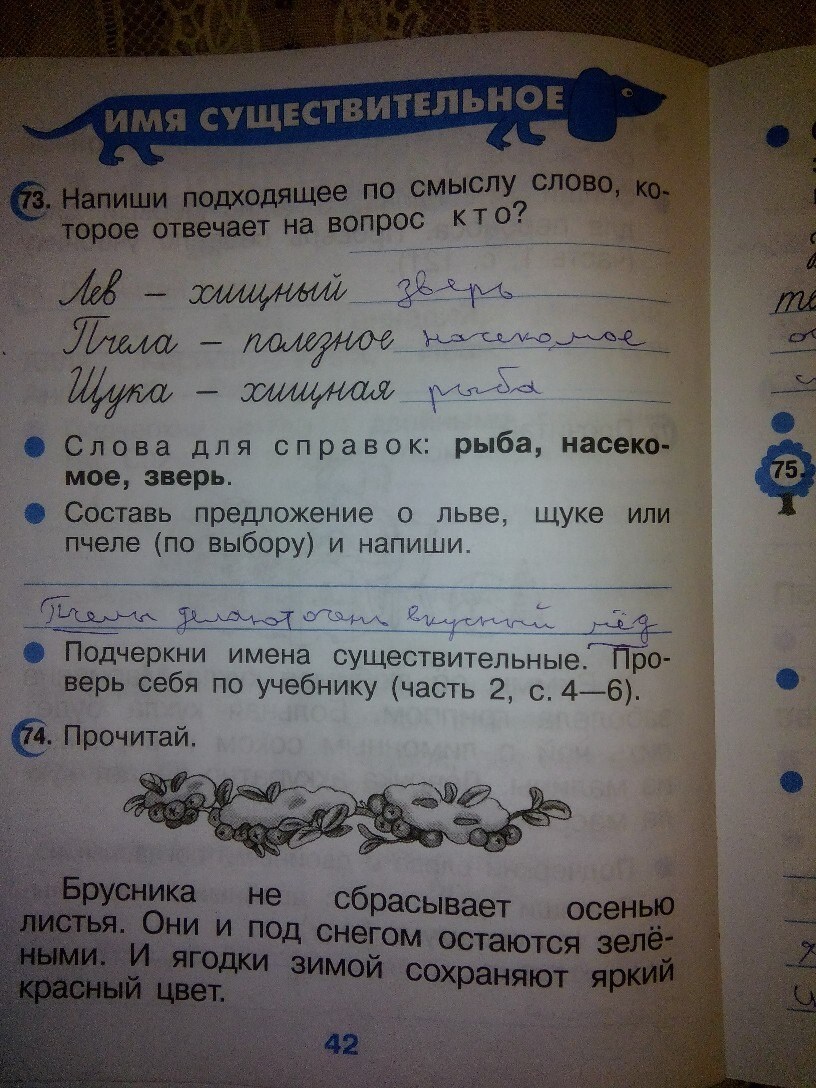 ИМЯ СУЩЕСТВИТЕЛЬНОЕ
73. Напиши подходящее по смыслу слово, ко-
торое отвечает на вопрос кто?
Лев – хищный зверь
Пчела – полезное насекомое
Щука – хищная рыба
Слова для справок: рыба, насеко-
мое, зверь.
Составь предложение о льве, щуке или
пчеле (по выбору) и напиши.
Пчелы делают очень вкусный мёд
Подчеркни имена существительные. Про-
верь себя по учебнику (часть 2, с. 4—6).
74. Прочитай.
Брусника не сбрасывает осенью
листья. Они и под снегом остаются зелё-
ными. И ягодки зимой сохраняют яркий
красный цвет.
42
75.